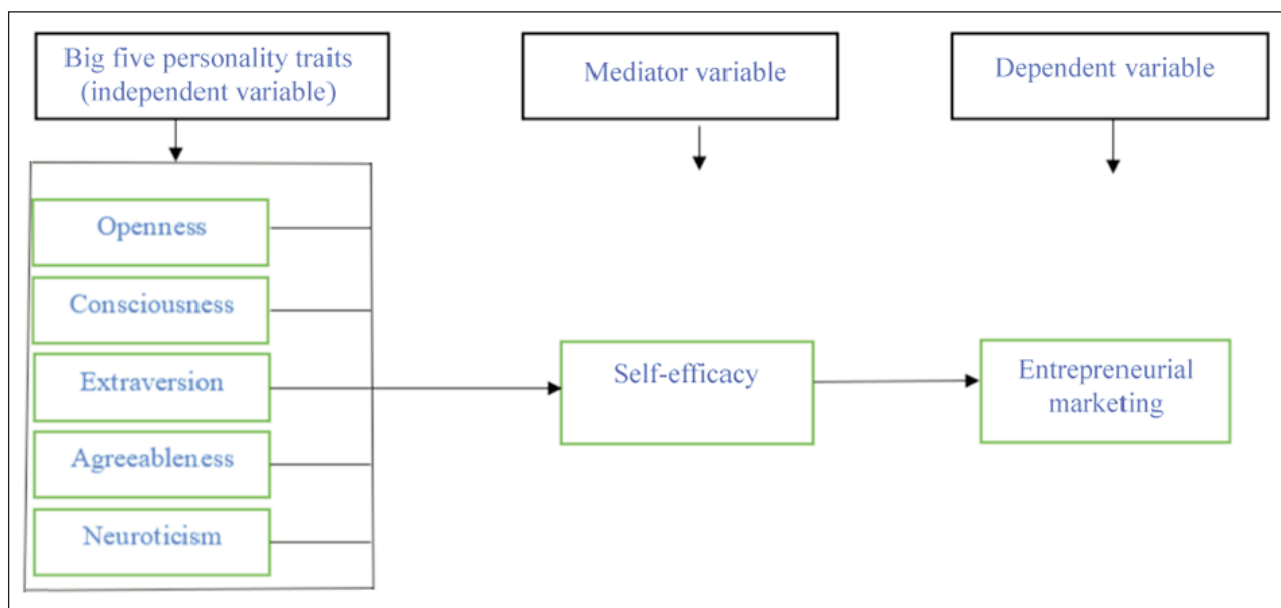 Big five personality traits
(independent variable)
Mediator variable
Dependent variable
Openness
Consciousness
Extraversion
Agreeableness
Neuroticism
Self-efficacy
Entrepreneurial
marketing